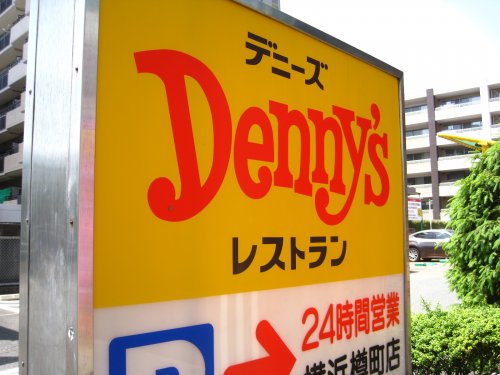 デニーズ
Denny's
レストラン
24時間営業
横浜樽町店
P